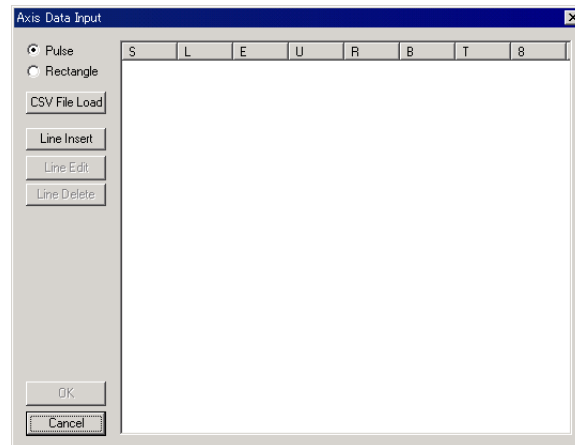 Axis Data Input
Pulse
Rectangle
CSV File Load
Line Insert
Line Edit
Line Delete
OK
Cancel
S L E U R B T 8